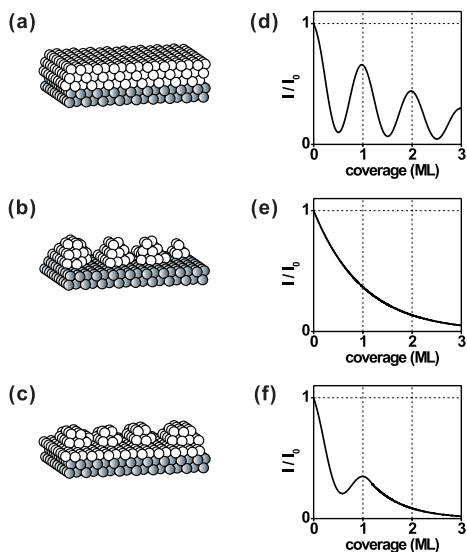 (a)
(d)
1
I / I0
0
0 1 2 3
coverage (ML)
(b)
(e)
1
I / I0
0
0 1 2 3
coverage (ML)
(c)
(f)
1
I / I0
0
0 1 2 3
coverage (ML)